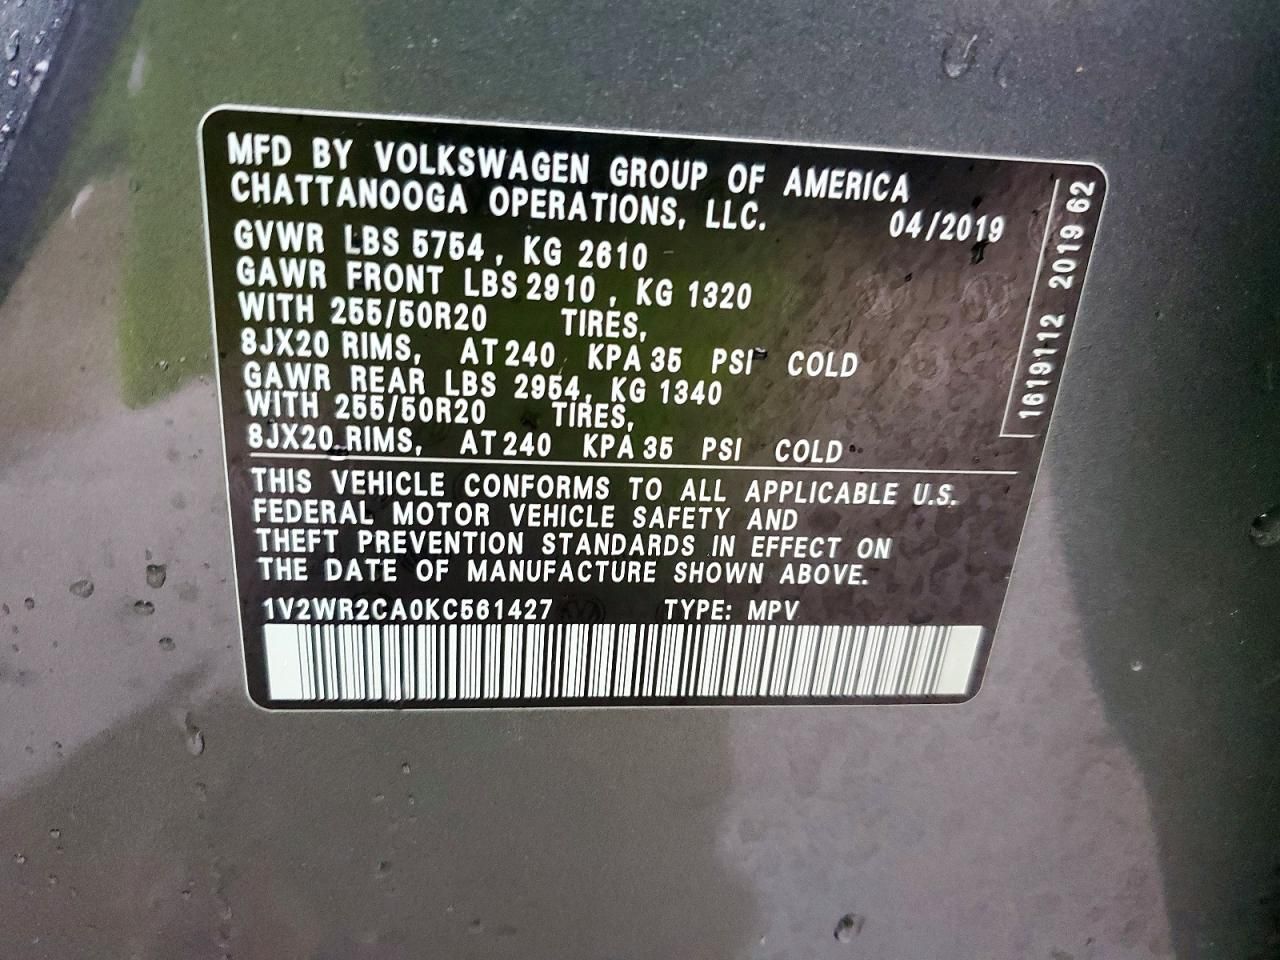 MFD BY VOLKSWAGEN GROUP OF AMERICA
CHATTANOOGA OPERATIONS, LLC. 04/2019
GVWR LBS 5754, KG 2610
GAWR FRONT LBS 2910, KG 1320
WITH 255/50R20 TIRES,
8JX20 RIMS, AT 240 KPA 35 PSI COLD
GAWR REAR LBS 2954, KG 1340
WITH 255/50R20 TIRES,
8JX20 RIMS, AT 240 KPA 35 PSI COLD
THIS VEHICLE CONFORMS TO ALL APPLICABLE U.S.
FEDERAL MOTOR VEHICLE SAFETY AND
THEFT PREVENTION STANDARDS IN EFFECT ON
THE DATE OF MANUFACTURE SHOWN ABOVE.
1V2WR2CA0KC561427 TYPE: MPV
1619112 2019 62